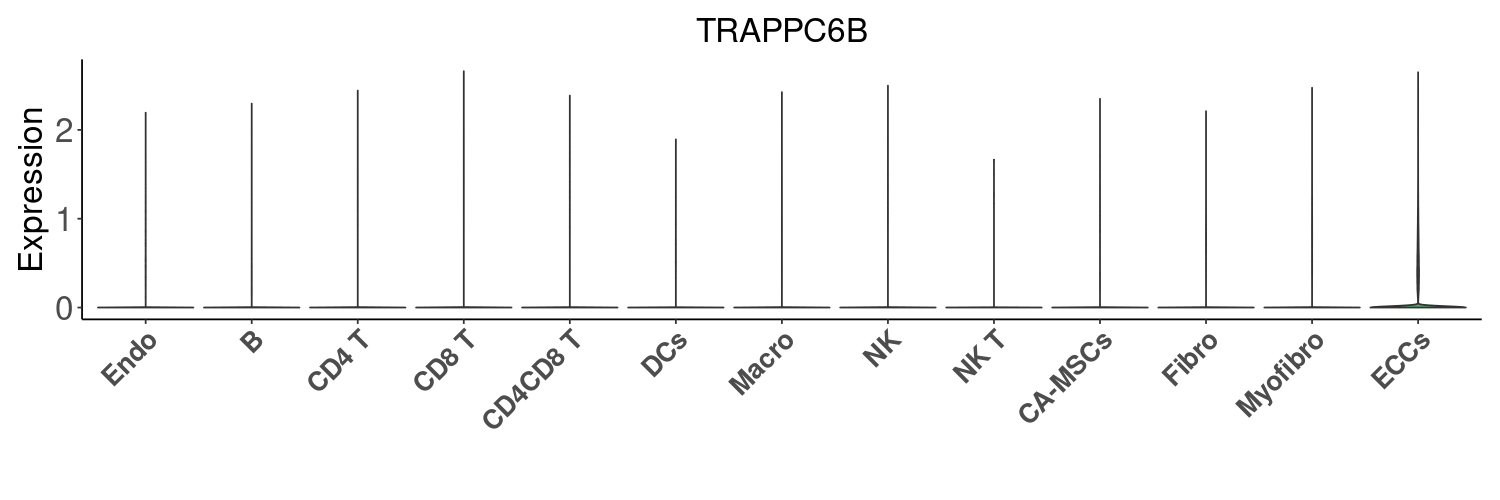 TRAPPC6B
Expression
2
1
0
Endo
B
CD4 T
CD8 T
CD4CD8 T
DCs
Macro
NK
NK T
CA-MSCs
Fibro
Myofibro
ECCs